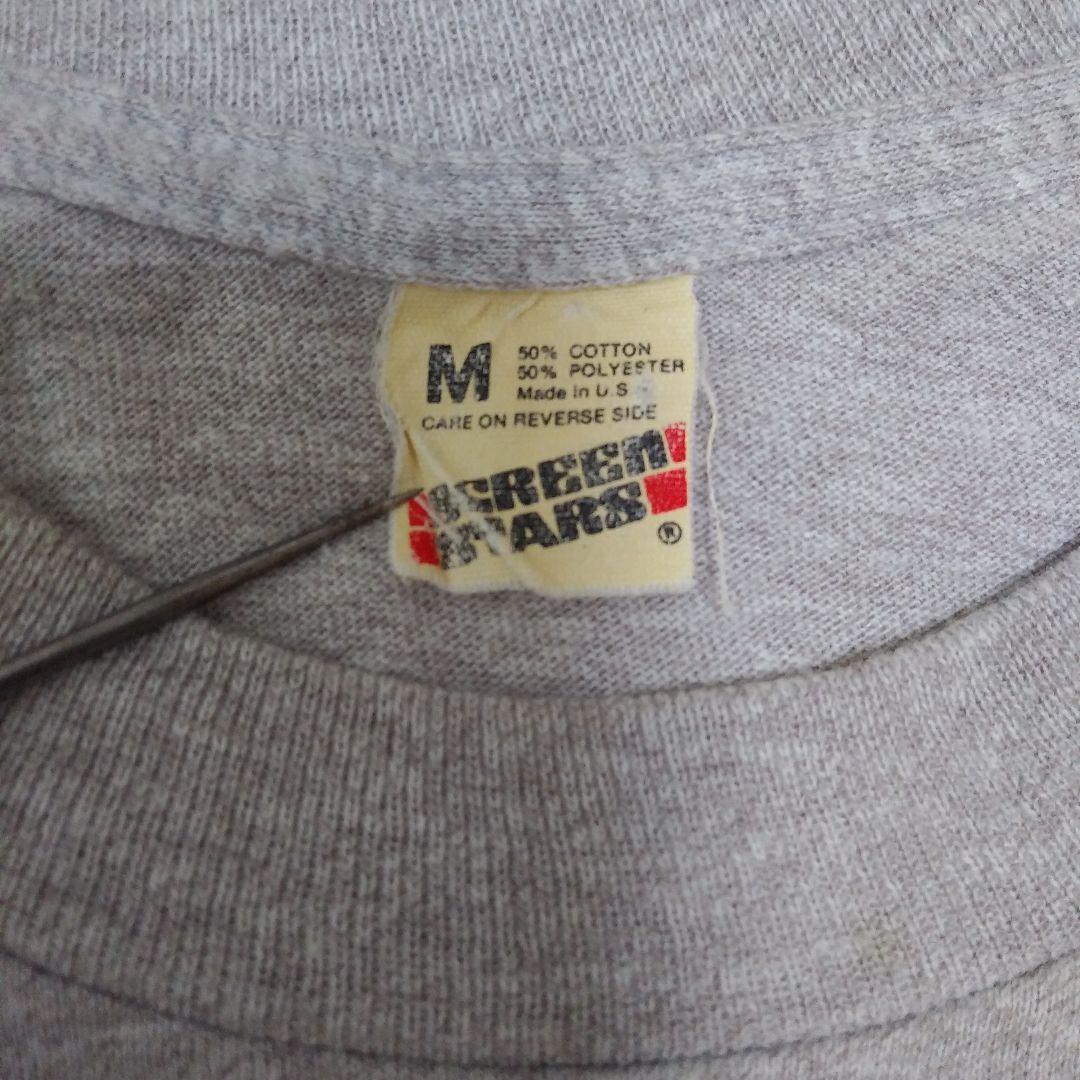 M
50% COTTON
50% POLYESTER
Made in U.S
CARE ON REVERSE SIDE
SCREEN
STARS
®